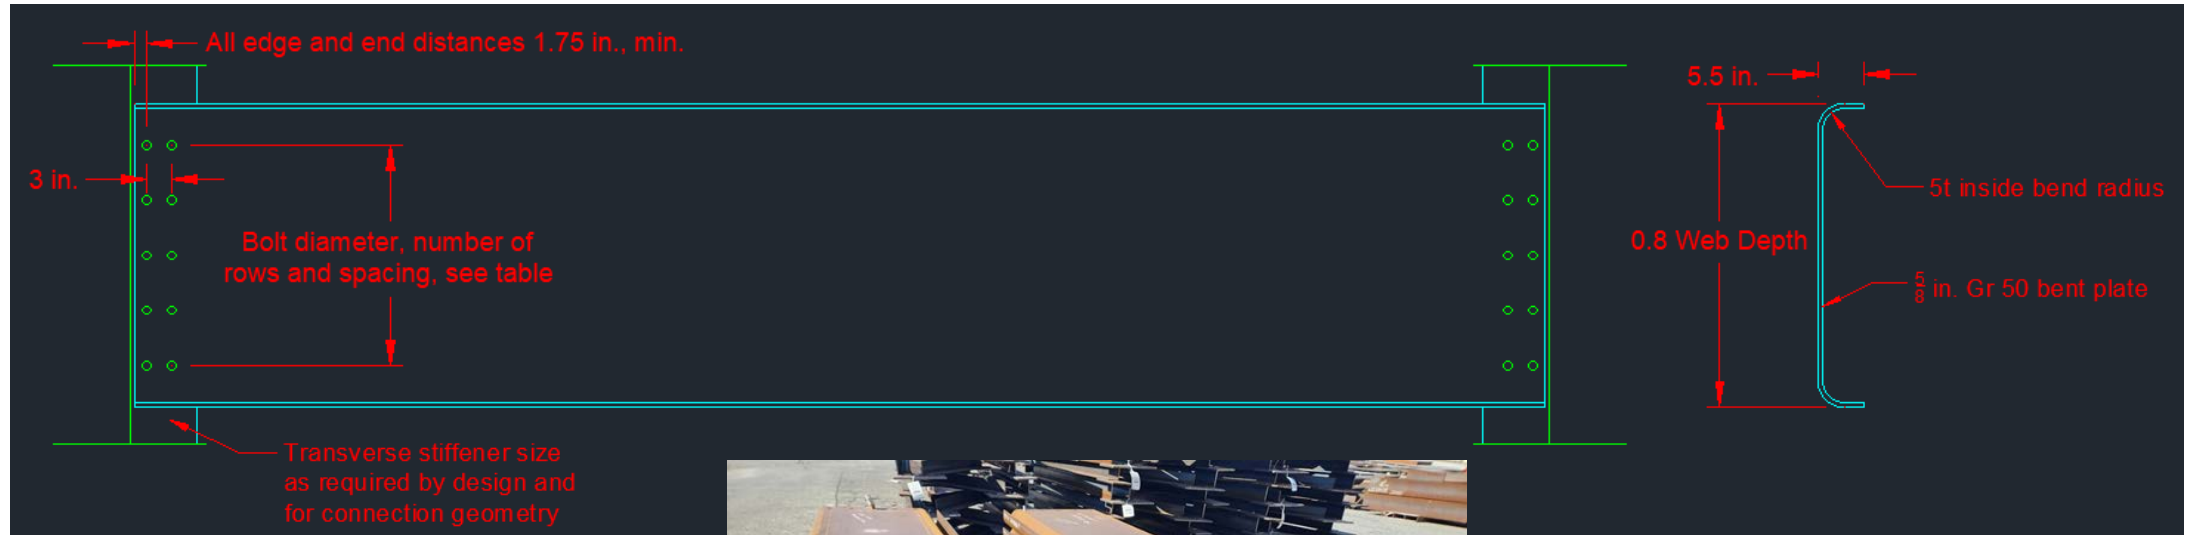 All edge and end distances 1.75 in., min.
5.5 in.
3 in.
5t inside bend radius
Bolt diameter, number of
rows and spacing, see table
0.8 Web Depth
5/8 in. Gr 50 bent plate
Transverse stiffener size
as required by design and
for connection geometry